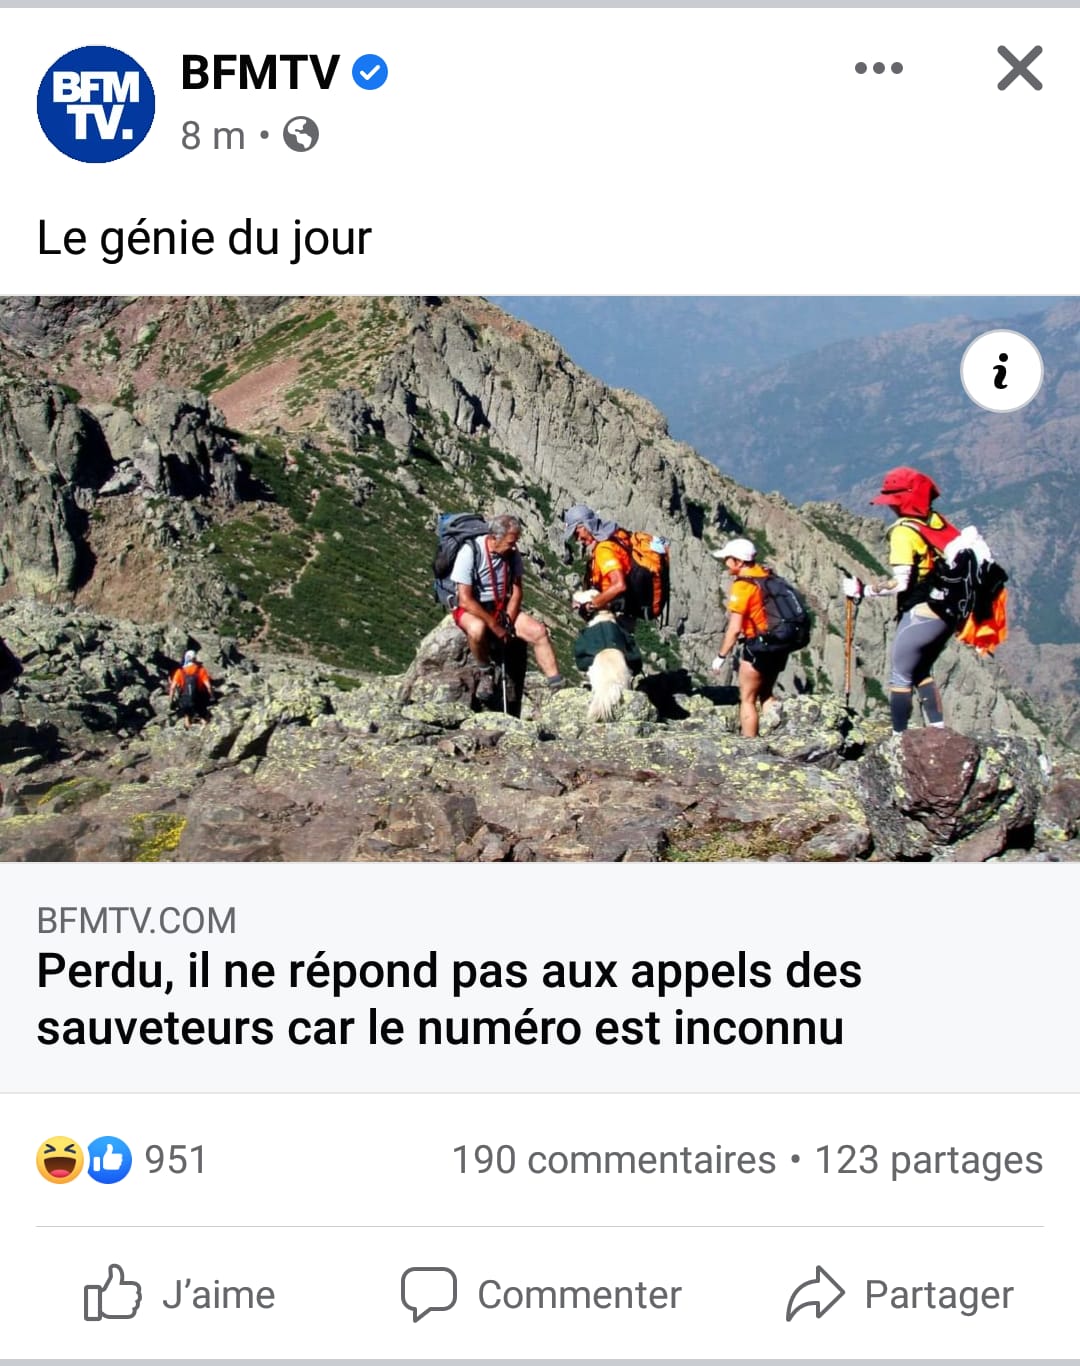 BFM
TV.
BFMTV
8 m •
Le génie du jour
i
BFMTV.COM
Perdu, il ne répond pas aux appels des
sauveteurs car le numéro est inconnu
951
190 commentaires • 123 partages
J’aime
Commenter
Partager